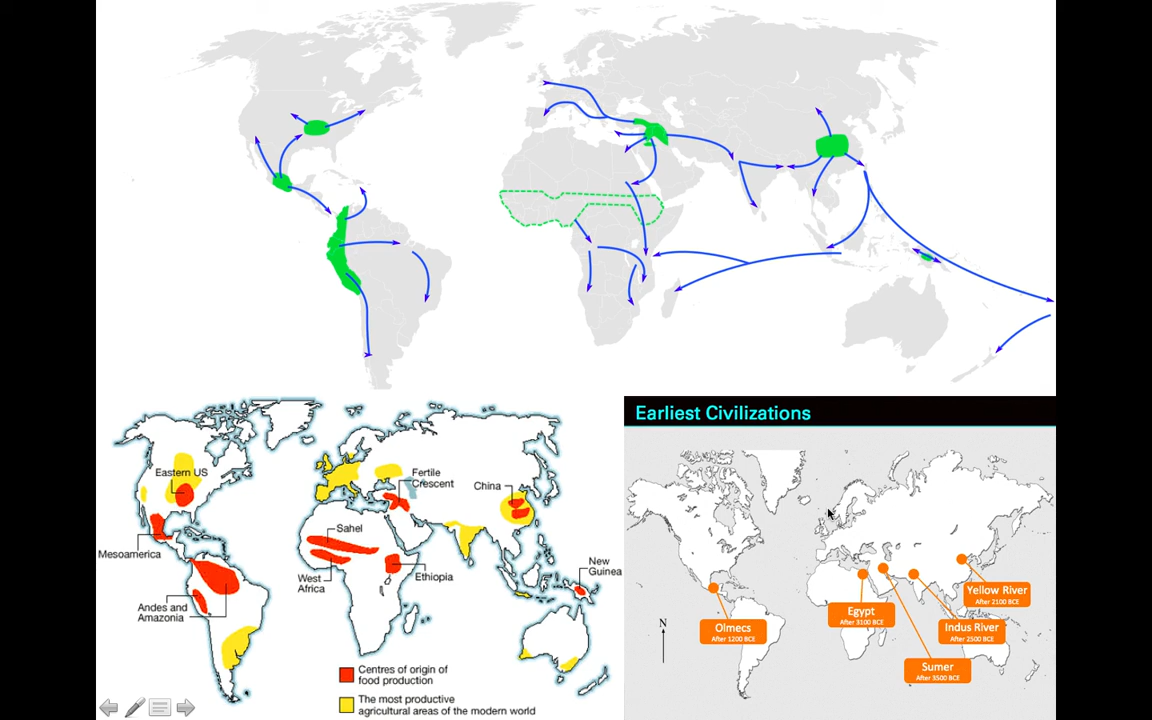 Eastern US
Fertile
Crescent
China
Sahel
Mesoamerica
New
Guinea
West
Africa
Ethiopia
Andes and
Amazonia
Centres of origin of
food production
The most productive
agricultural areas of the modern world
Earliest Civilizations
Yellow River
After 2100 BCE
Egypt
After 3100 BCE
Indus River
After 2500 BCE
Olmecs
After 1200 BCE
Sumer
After 3500 BCE
N